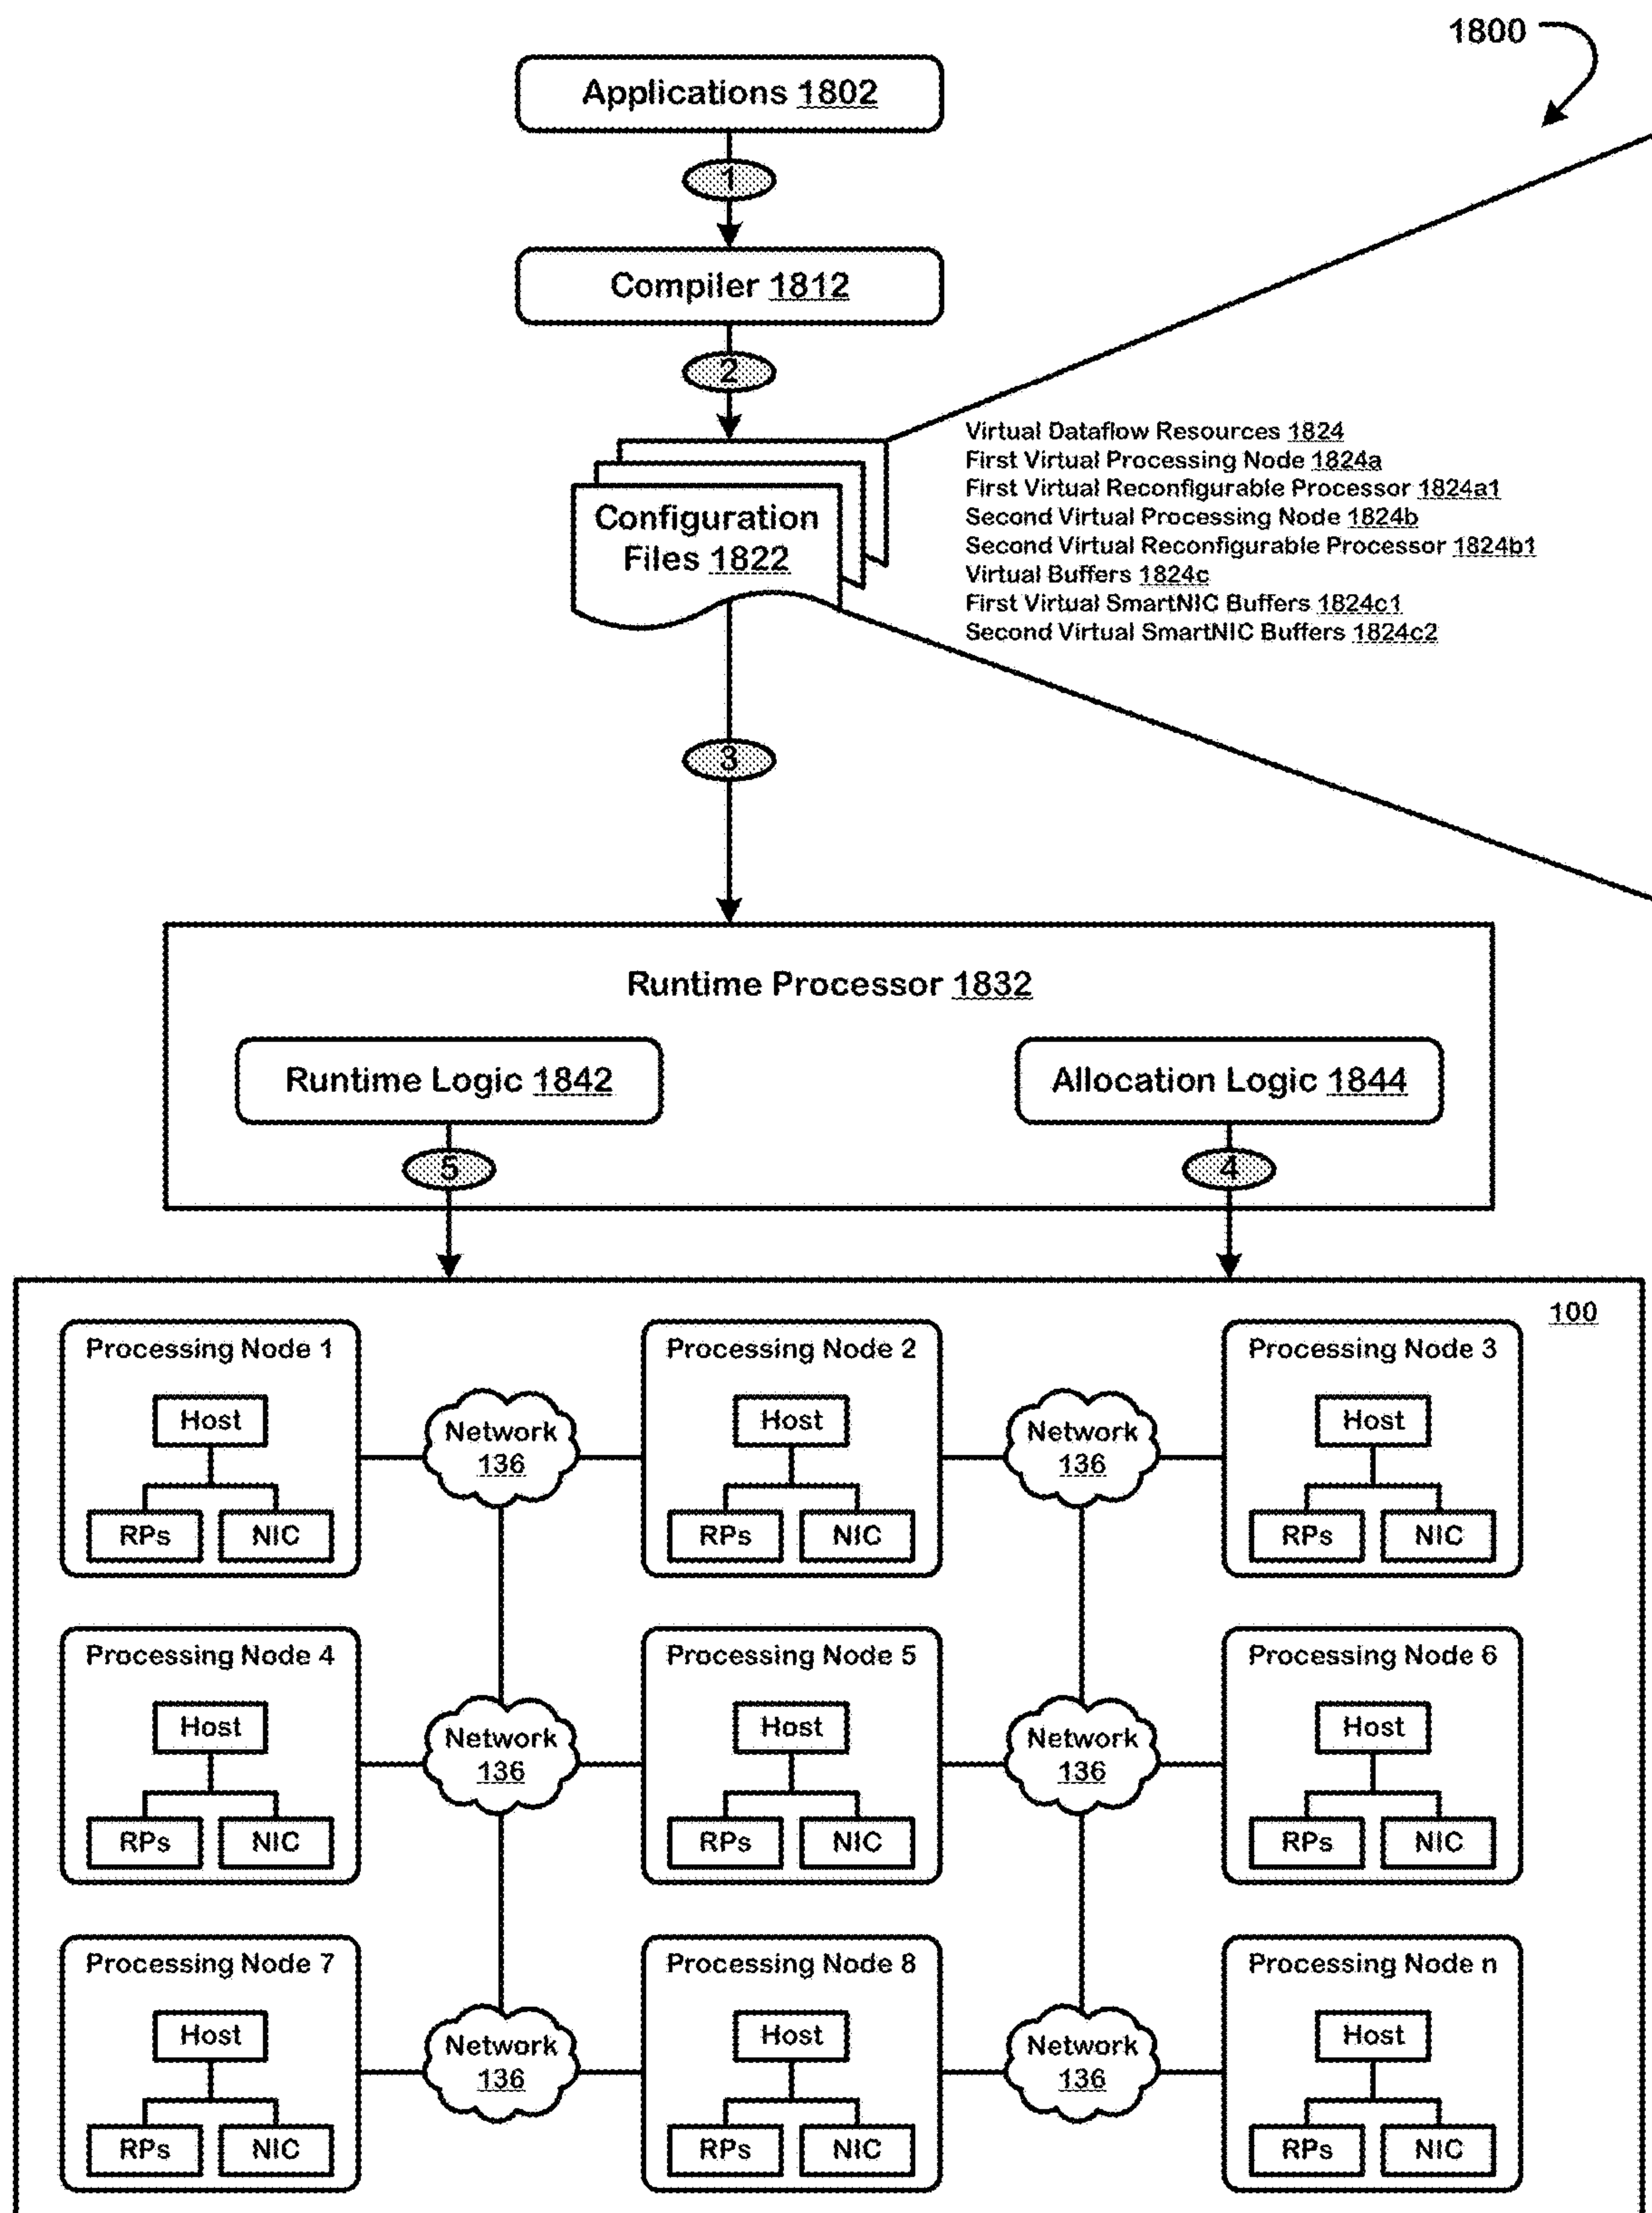 1800
Applications 1802
1
Compiler 1812
2
Configuration
Files 1822
Virtual Dataflow Resources 1824
First Virtual Processing Node 1824a
First Virtual Reconfigurable Processor 1824a1
Second Virtual Processing Node 1824b
Second Virtual Reconfigurable Processor 1824b1
Virtual Buffers 1824c
First Virtual SmartNIC Buffers 1824c1
Second Virtual SmartNIC Buffers 1824c2
3
Runtime Processor 1832
Runtime Logic 1842
Allocation Logic 1844
5
4
100
Processing Node 1
Host
RPs
NIC
Network
136
Processing Node 2
Host
RPs
NIC
Network
136
Processing Node 3
Host
RPs
NIC
Processing Node 4
Host
RPs
NIC
Network
136
Processing Node 5
Host
RPs
NIC
Network
136
Processing Node 6
Host
RPs
NIC
Processing Node 7
Host
RPs
NIC
Network
136
Processing Node 8
Host
RPs
NIC
Network
136
Processing Node n
Host
RPs
NIC